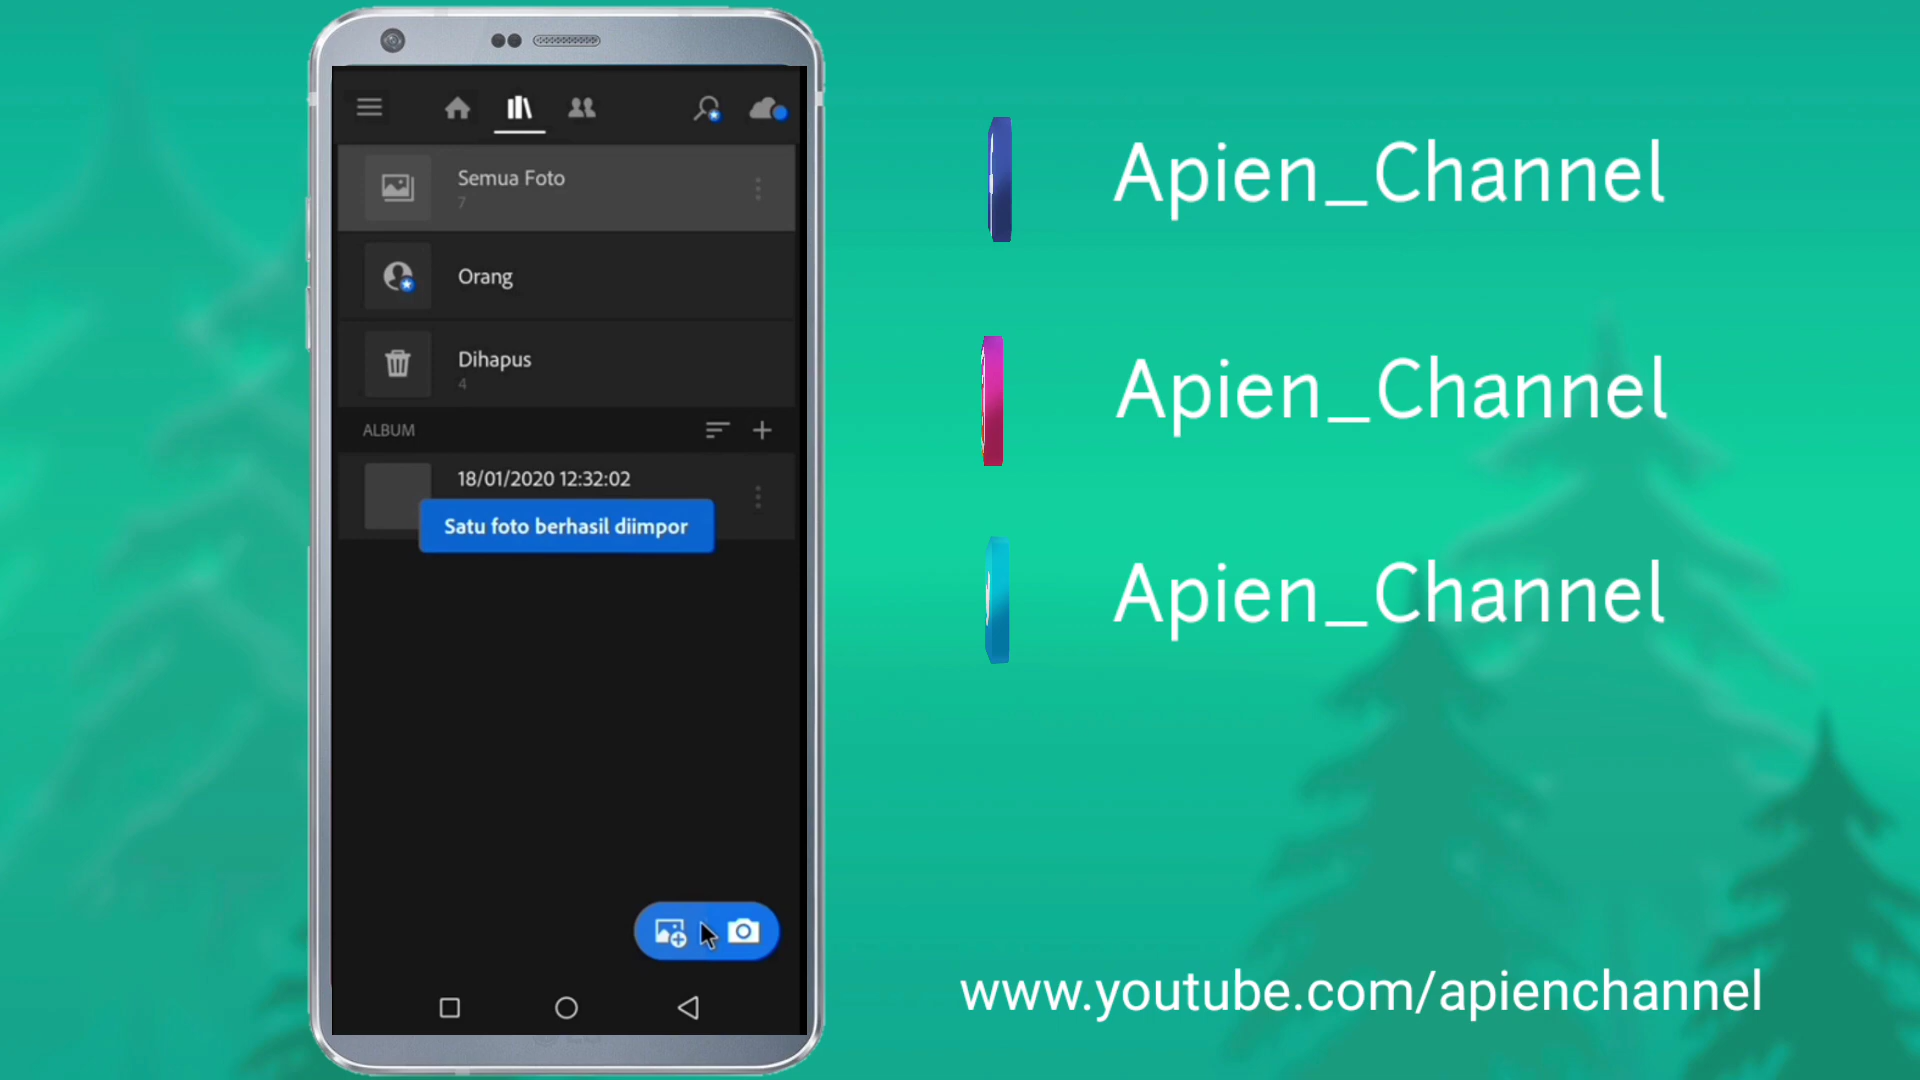 Semua Foto
7
Orang
Dihapus
4
ALBUM
18/01/2020 12:32:02
Satu foto berhasil diimpor
Apien_Channel
Apien_Channel
Apien_Channel
www.youtube.com/apienchannel